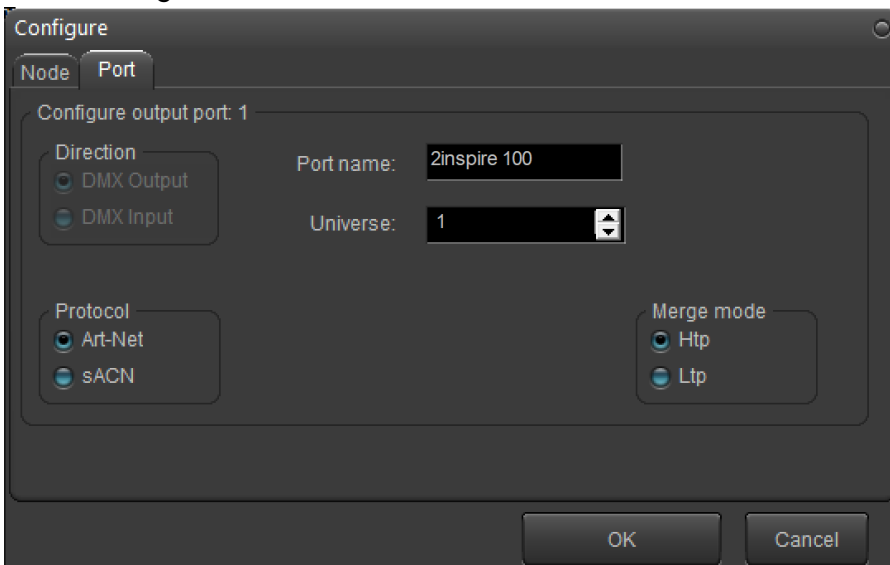 Configure
Node Port
Configure output port: 1
Direction
DMX Output
DMX Input
Port name: 2inspire 100
Universe: 1
Protocol
Art-Net
sACN
Merge mode
Htp
Ltp
OK Cancel